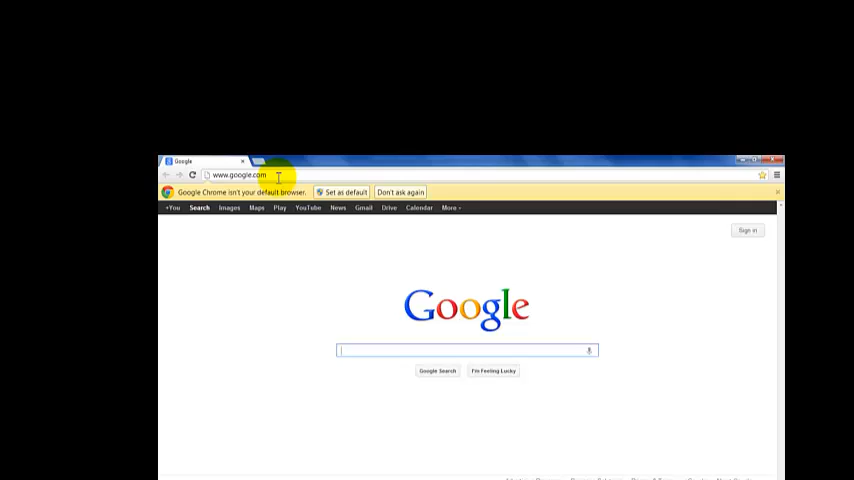 Google
www.google.com
Google Chrome isn't your default browser. Set as default Don't ask again
+You Search Images Maps Play YouTube News Gmail Drive Calendar More
Sign in
Google
Google Search I'm Feeling Lucky